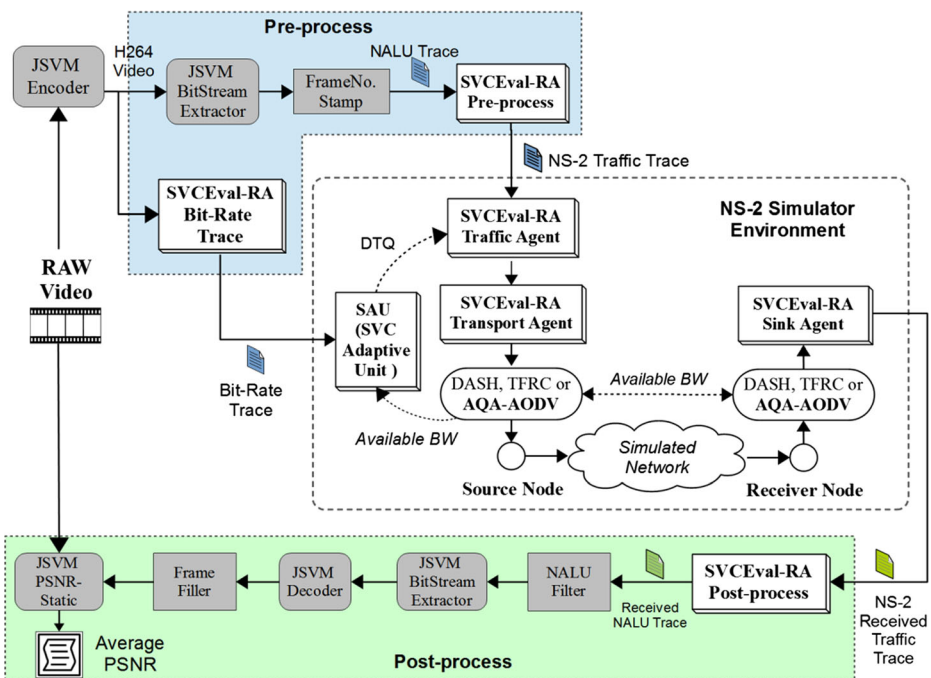 Pre-process
JSVM
Encoder
H264
Video
JSVM
BitStream
Extractor
FrameNo.
Stamp
NALU Trace
SVCEval-RA
Pre-process
NS-2 Traffic Trace
SVCEval-RA
Bit-Rate
Trace
RAW
Video
Bit-Rate
Trace
NS-2 Simulator
Environment
SVCEval-RA
Traffic Agent
DTQ
SAU
(SVC
Adaptive
Unit )
SVCEval-RA
Transport Agent
SVCEval-RA
Sink Agent
DASH, TFRC or
AQA-AODV
Available BW
Available BW
DASH, TFRC or
AQA-AODV
Simulated
Network
Source Node
Receiver Node
JSVM
PSNR-
Static
Frame
Filler
JSVM
Decoder
JSVM
BitStream
Extractor
NALU
Filter
Received
NALU Trace
SVCEval-RA
Post-process
NS-2
Received
Traffic
Trace
Average
PSNR
Post-process